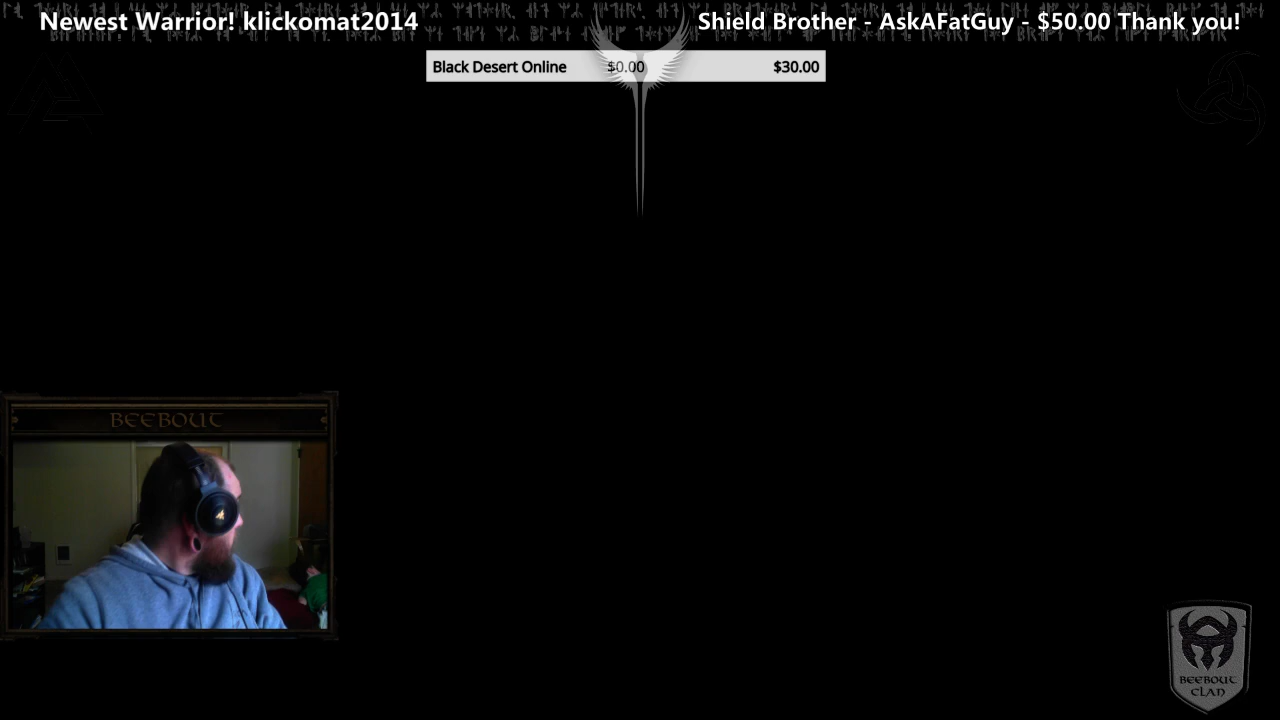 Newest Warrior! klickomat2014
Shield Brother - AskAFatGuy - $50.00 Thank you!
Black Desert Online $0.00 $30.00
BEEBOUT
BEEBOUT
CLAN